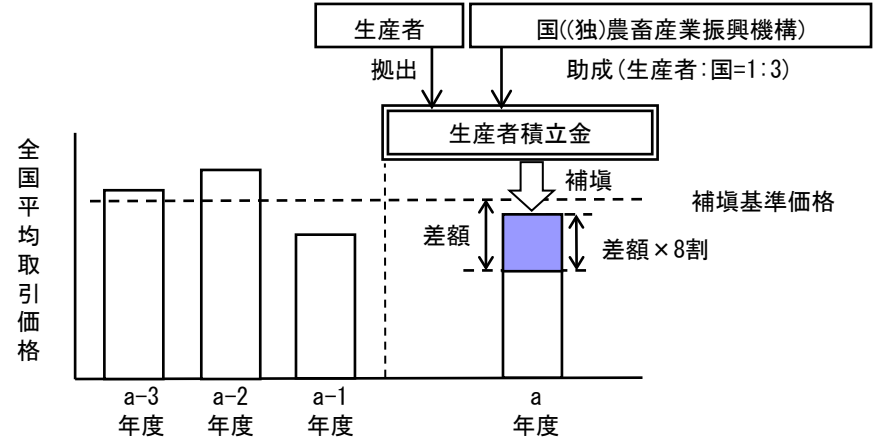 生産者
国((独)農畜産業振興機構)
拠出
助成(生産者:国=1:3)
生産者積立金
全国平均取引価格
補塡
補塡基準価格
差額
差額×8割
a-3
年度
a-2
年度
a-1
年度
a
年度